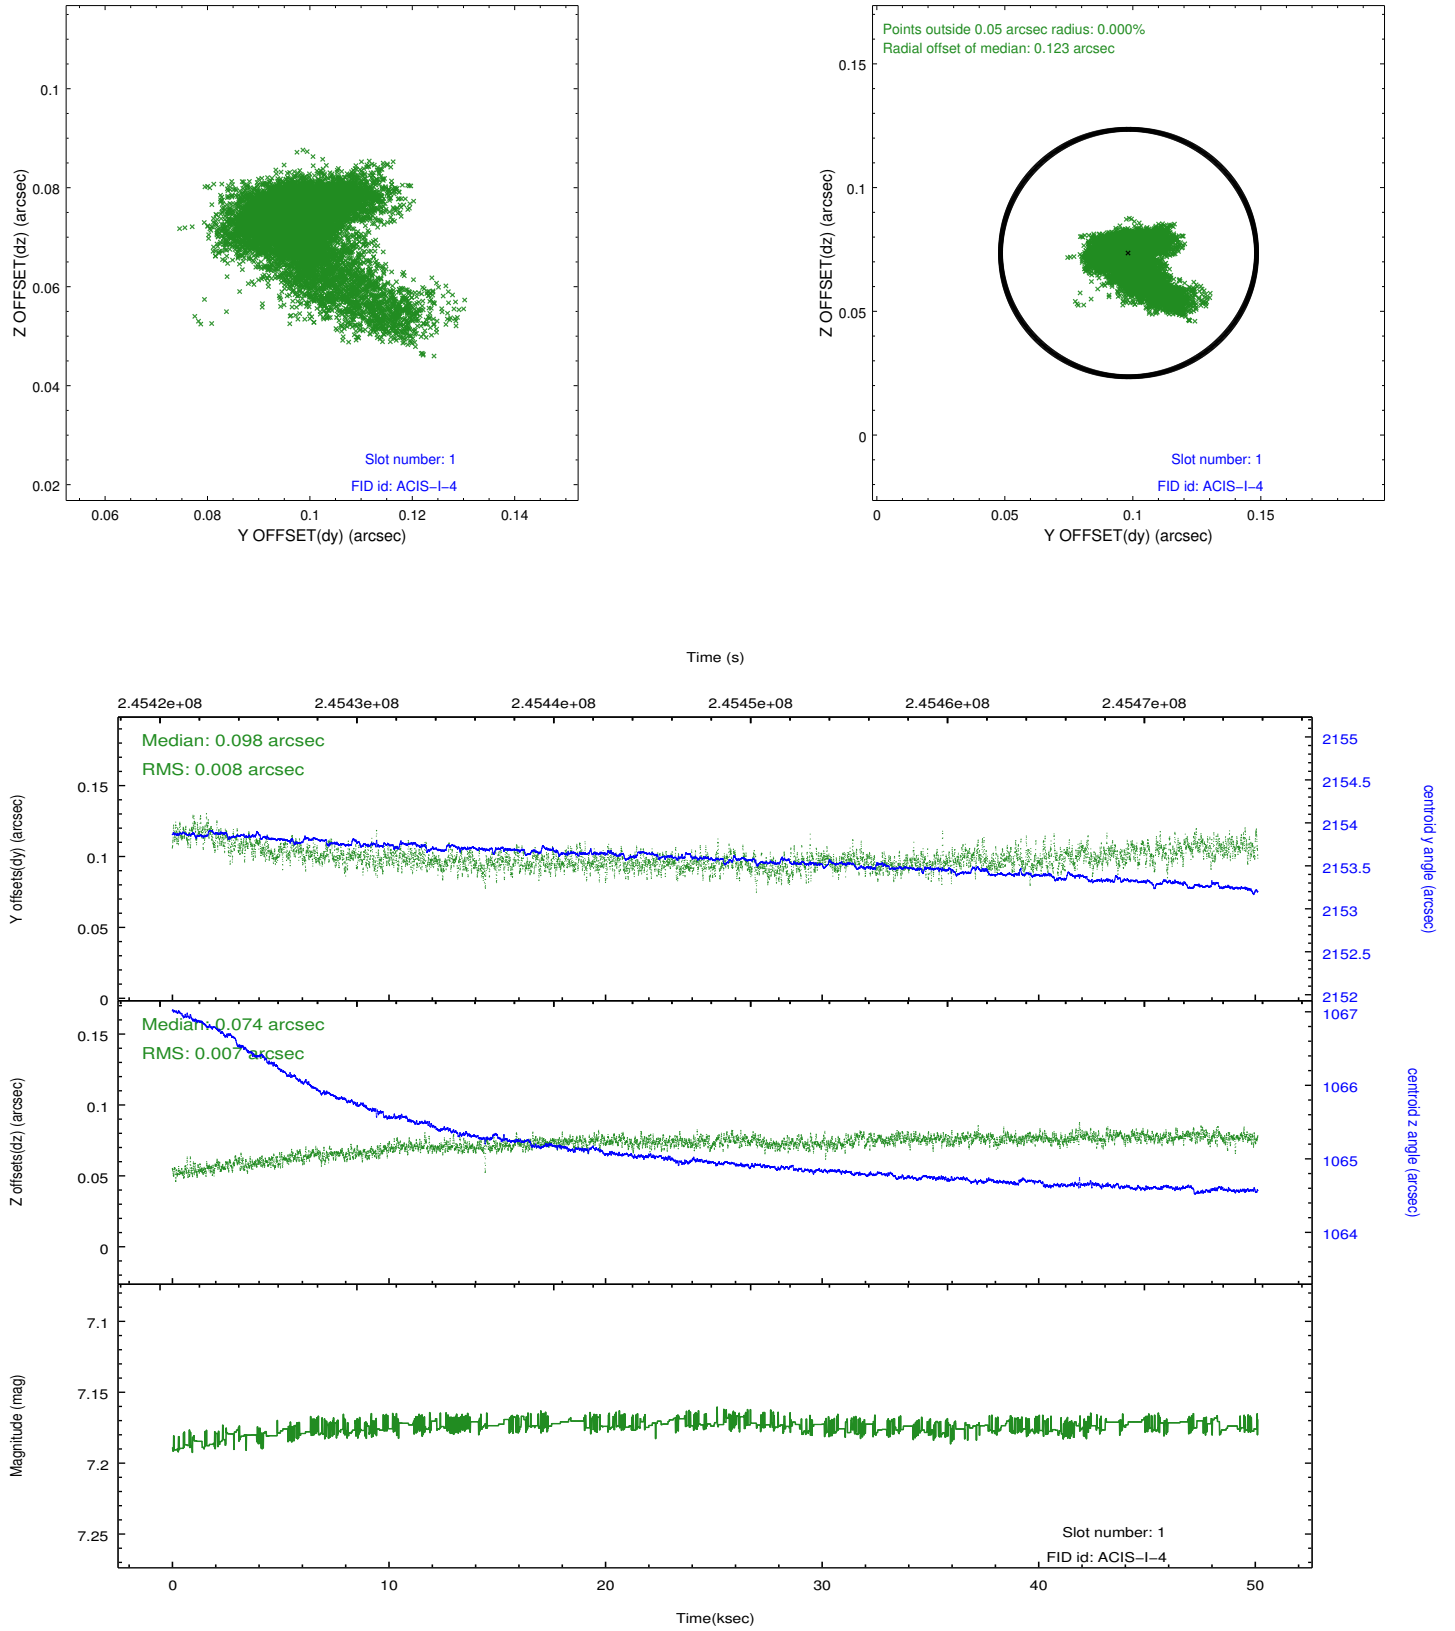 0.1
0.08
0.06
0.04
0.02
Z OFFSET(dz) (arcsec)
Slot number: 1
FID id: ACIS−I−4
0.06
0.08
0.1
0.12
0.14
Y OFFSET(dy) (arcsec)
Points outside 0.05 arcsec radius: 0.000%
Radial offset of median: 0.123 arcsec
0.15
0.1
0.05
0
Z OFFSET(dz) (arcsec)
Slot number: 1
FID id: ACIS−I−4
0
0.05
0.1
0.15
Y OFFSET(dy) (arcsec)
Time (s)
2.4542e+08
2.4543e+08
2.4544e+08
2.4545e+08
2.4546e+08
2.4547e+08
Median: 0.098 arcsec
RMS: 0.008 arcsec
0.15
0.1
0.05
0
Y offsets(dy) (arcsec)
2155
2154.5
2154
2153.5
2153
2152.5
2152
centroid y angle (arcsec)
Median: 0.074 arcsec
RMS: 0.007 arcsec
0.15
0.1
0.05
0
Z offsets(dz) (arcsec)
1067
1066
1065
1064
centroid z angle (arcsec)
7.1
7.15
7.2
7.25
Magnitude (mag)
Slot number: 1
FID id: ACIS−I−4
0
10
20
30
40
50
Time(ksec)